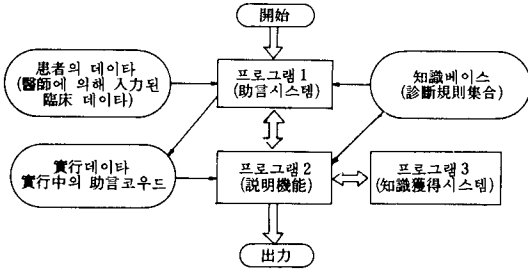 開始
患者의 데이타
(醫師에 의해 入力된
臨床 데이타)
프로그램 1
(助言시스템)
知識베이스
(診斷規則集合)
實行데이타
實行中의 助言코우드
프로그램 2
(說明機能)
프로그램 3
(知識獲得시스템)
出力